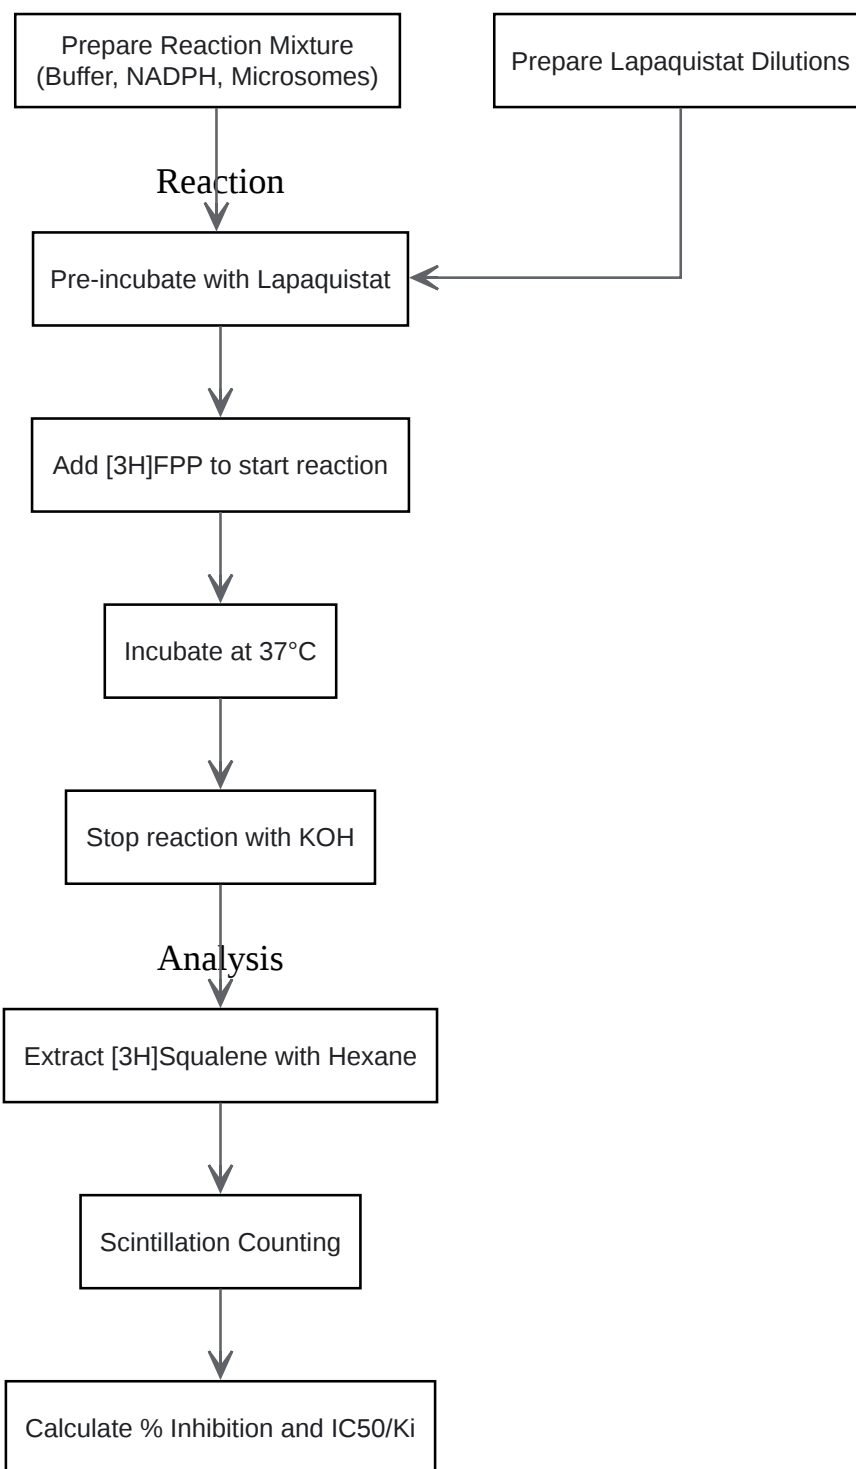 Prepare Reaction Mixture
(Buffer, NADPH, Microsomes)
Prepare Lapaquistat Dilutions
Reaction
Pre-incubate with Lapaquistat
Add [3H]FPP to start reaction
Incubate at 37°C
Stop reaction with KOH
Analysis
Extract [3H]Squalene with Hexane
Scintillation Counting
Calculate % Inhibition and IC50/Ki